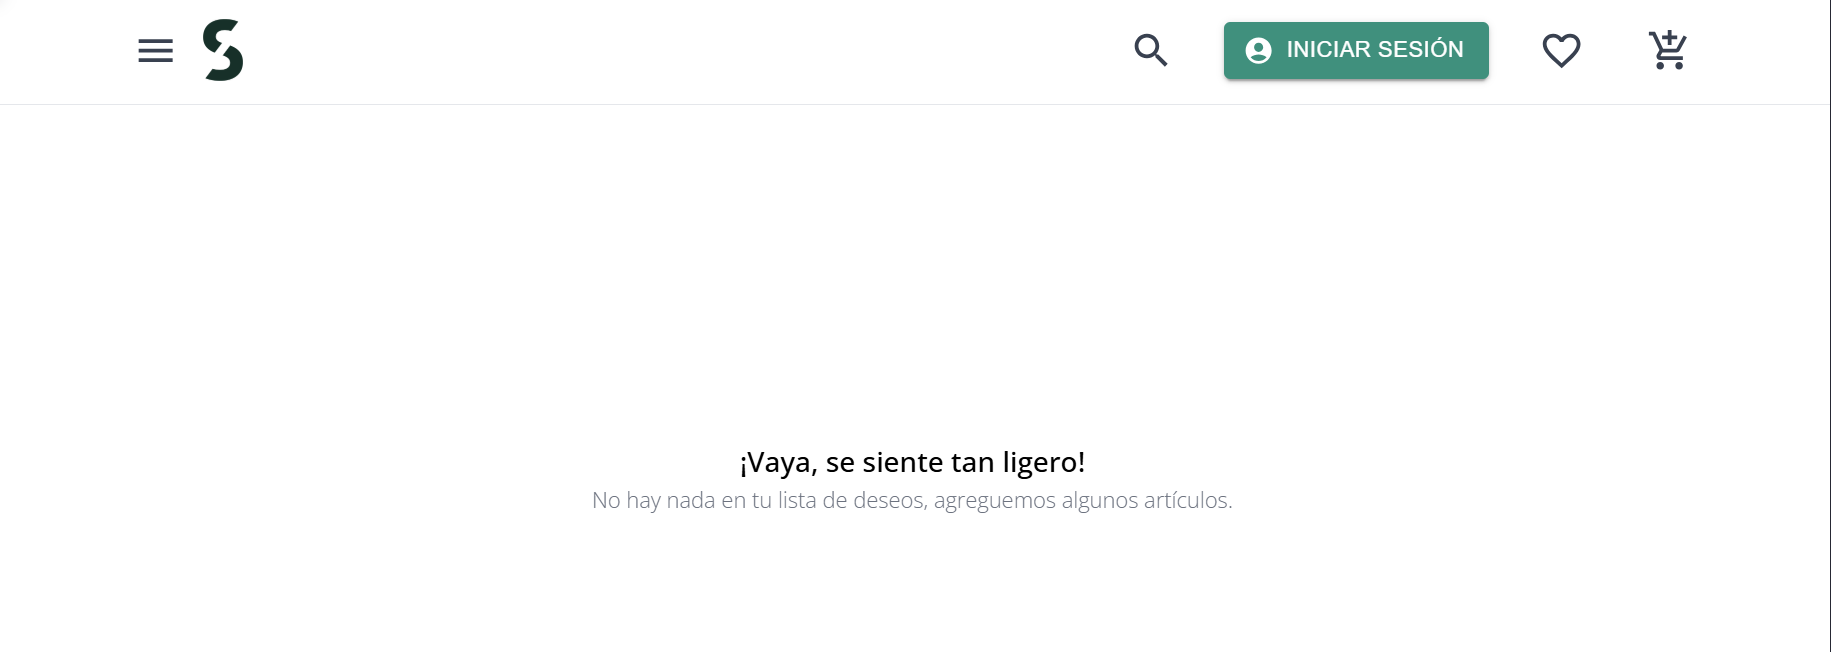 INICIAR SESIÓN
¡Vaya, se siente tan ligero!
No hay nada en tu lista de deseos, agreguemos algunos artículos.